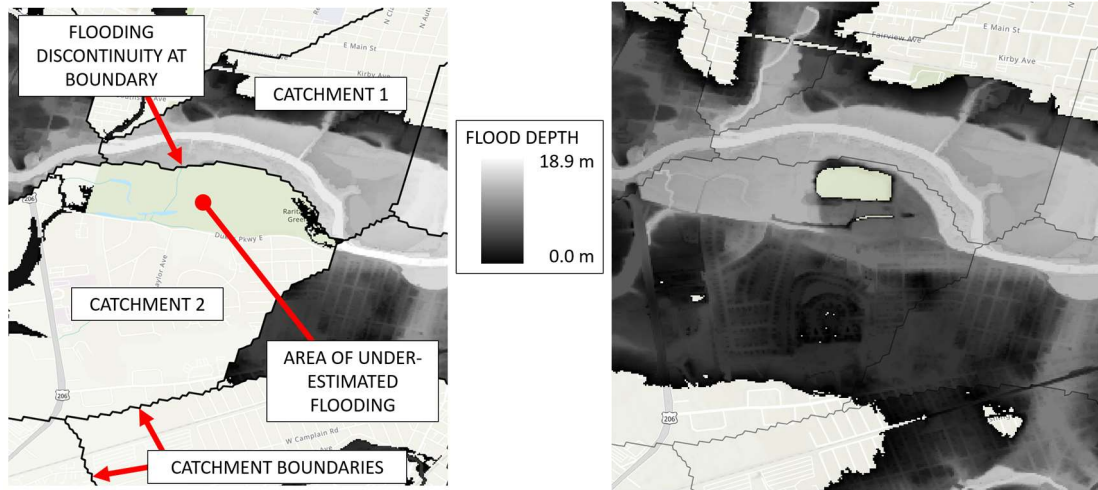 FLOODING
DISCONTINUITY AT
BOUNDARY
CATCHMENT 1
E Main St
Kirby Ave
206
Pkwy E
CATCHMENT 2
AREA OF UNDER-
ESTIMATED
FLOODING
206
W Camplain Rd
CATCHMENT BOUNDARIES
FLOOD DEPTH
18.9 m
0.0 m
E Main St
Fairview Ave
Kirby Ave
206